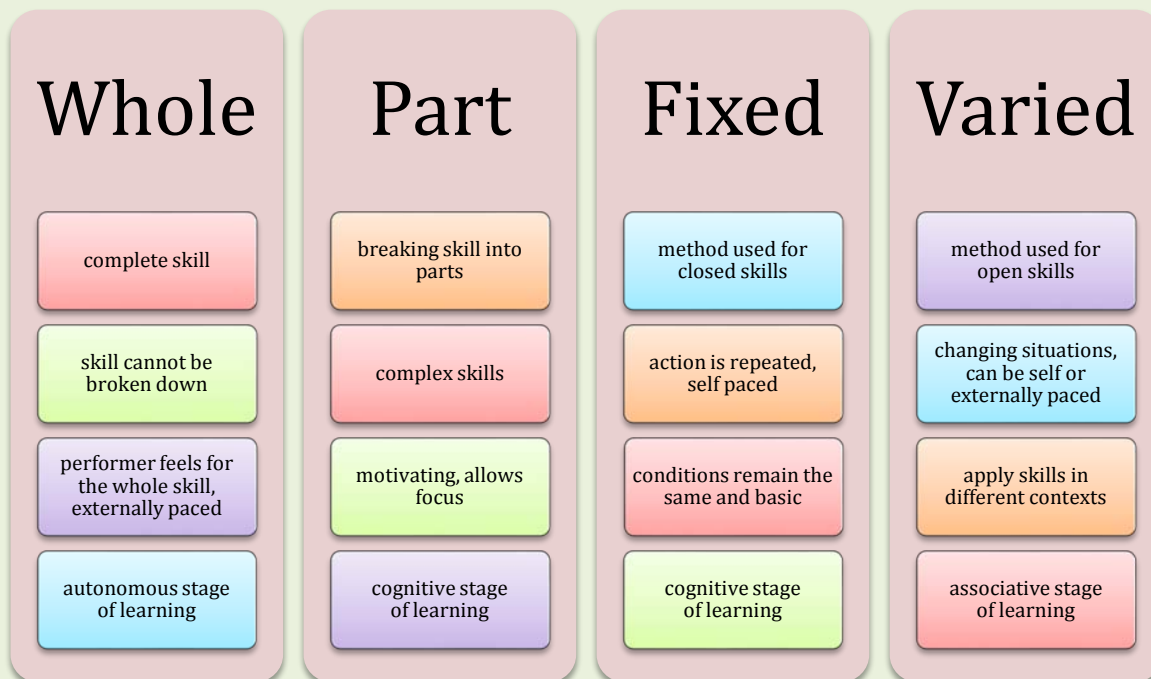 Whole
complete skill
skill cannot be
broken down
performer feels for
the whole skill,
externally paced
autonomous stage
of learning
Part
breaking skill into
parts
complex skills
motivating, allows
focus
cognitive stage
of learning
Fixed
method used for
closed skills
action is repeated,
self paced
conditions remain the
same and basic
cognitive stage
of learning
Varied
method used for
open skills
changing situations,
can be self or
externally paced
apply skills in
different contexts
associative stage
of learning